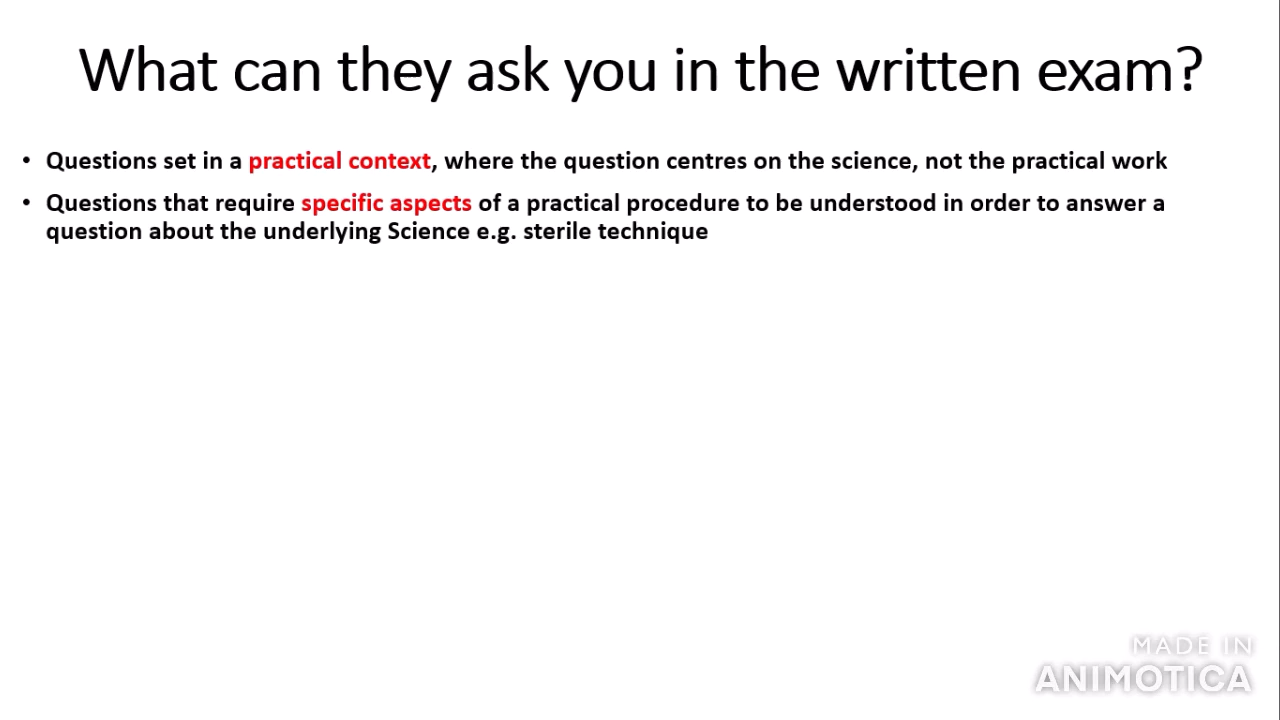 What can they ask you in the written exam?
• Questions set in a practical context, where the question centres on the science, not the practical work
• Questions that require specific aspects of a practical procedure to be understood in order to answer a
question about the underlying Science e.g. sterile technique
MADE IN
ANIMOTICA